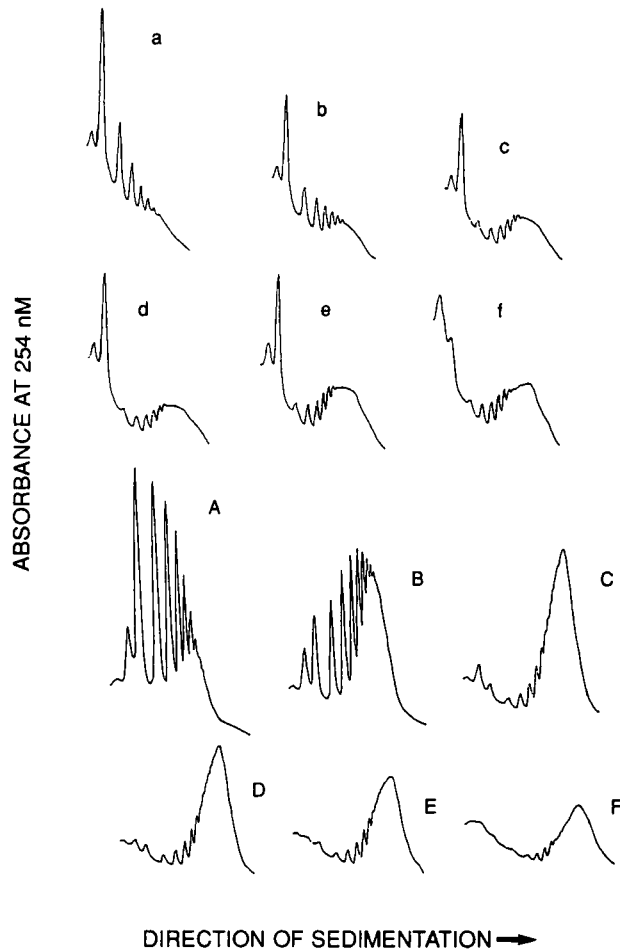 a
b
c
d
e
f
ABSORBANCE AT 254 nM
A
B
C
D
E
F
DIRECTION OF SEDIMENTATION